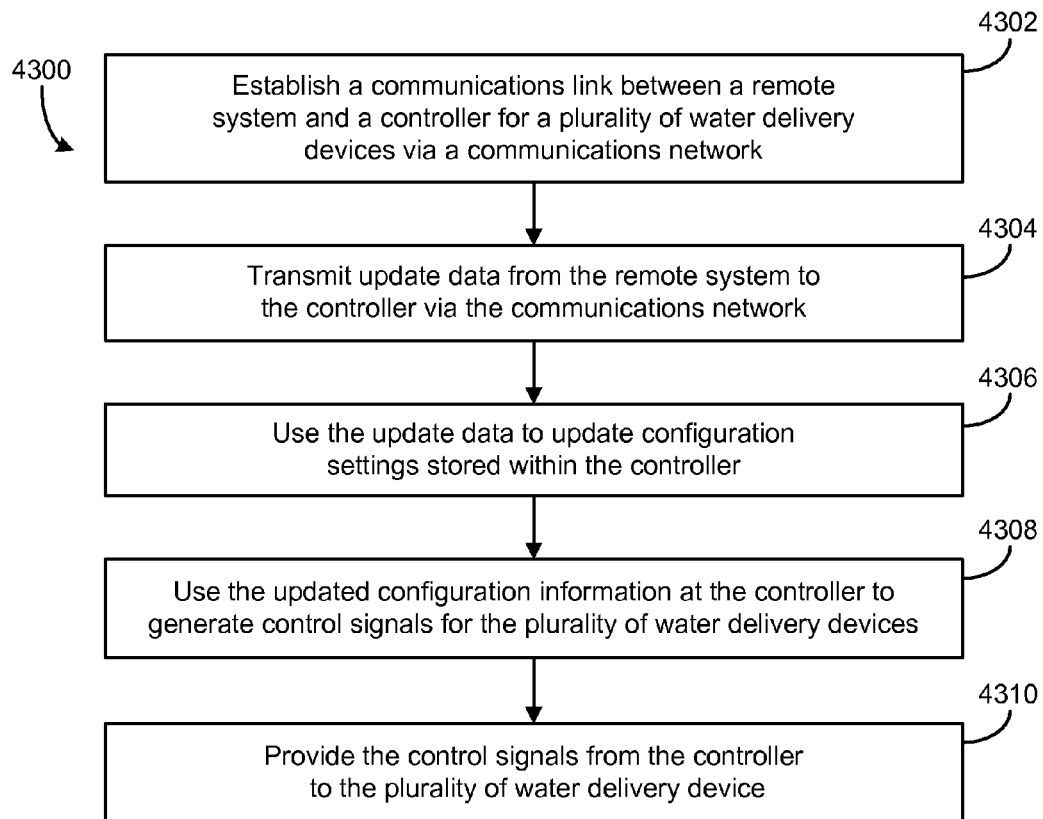 4302
4300
Establish a communications link between a remote
system and a controller for a plurality of water delivery
devices via a communications network
4304
Transmit update data from the remote system to
the controller via the communications network
4306
Use the update data to update configuration
settings stored within the controller
4308
Use the updated configuration information at the controller to
generate control signals for the plurality of water delivery devices
4310
Provide the control signals from the controller
to the plurality of water delivery device